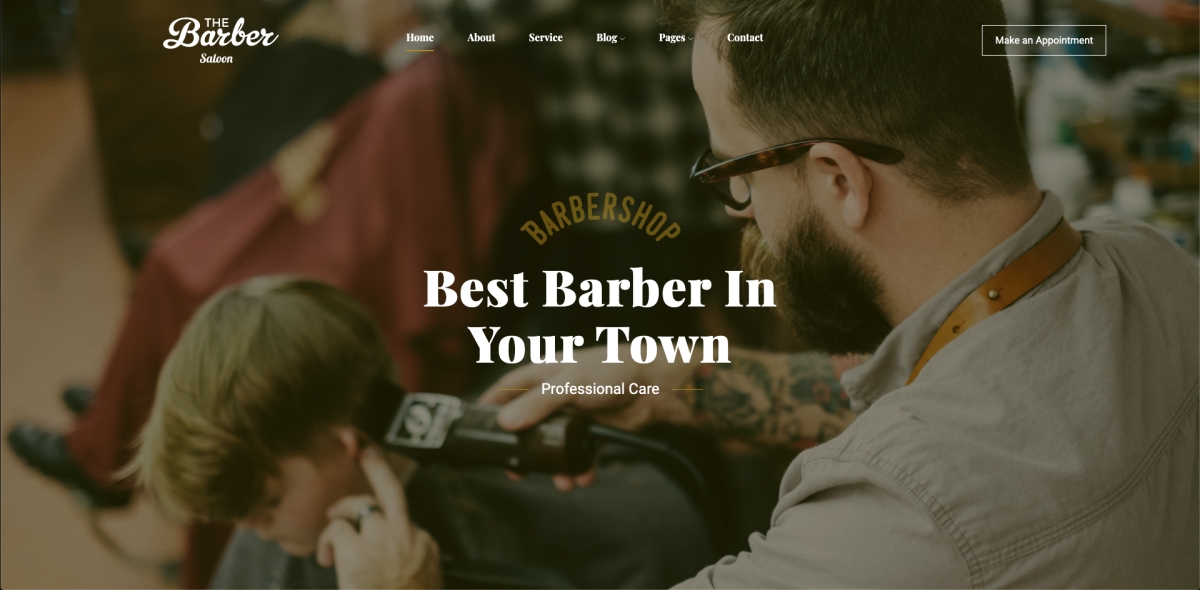 THE
Barber
Saloon
Home About Service Blog Pages Contact
Make an Appointment
BARBERSHOP
Best Barber In
Your Town
Professional Care